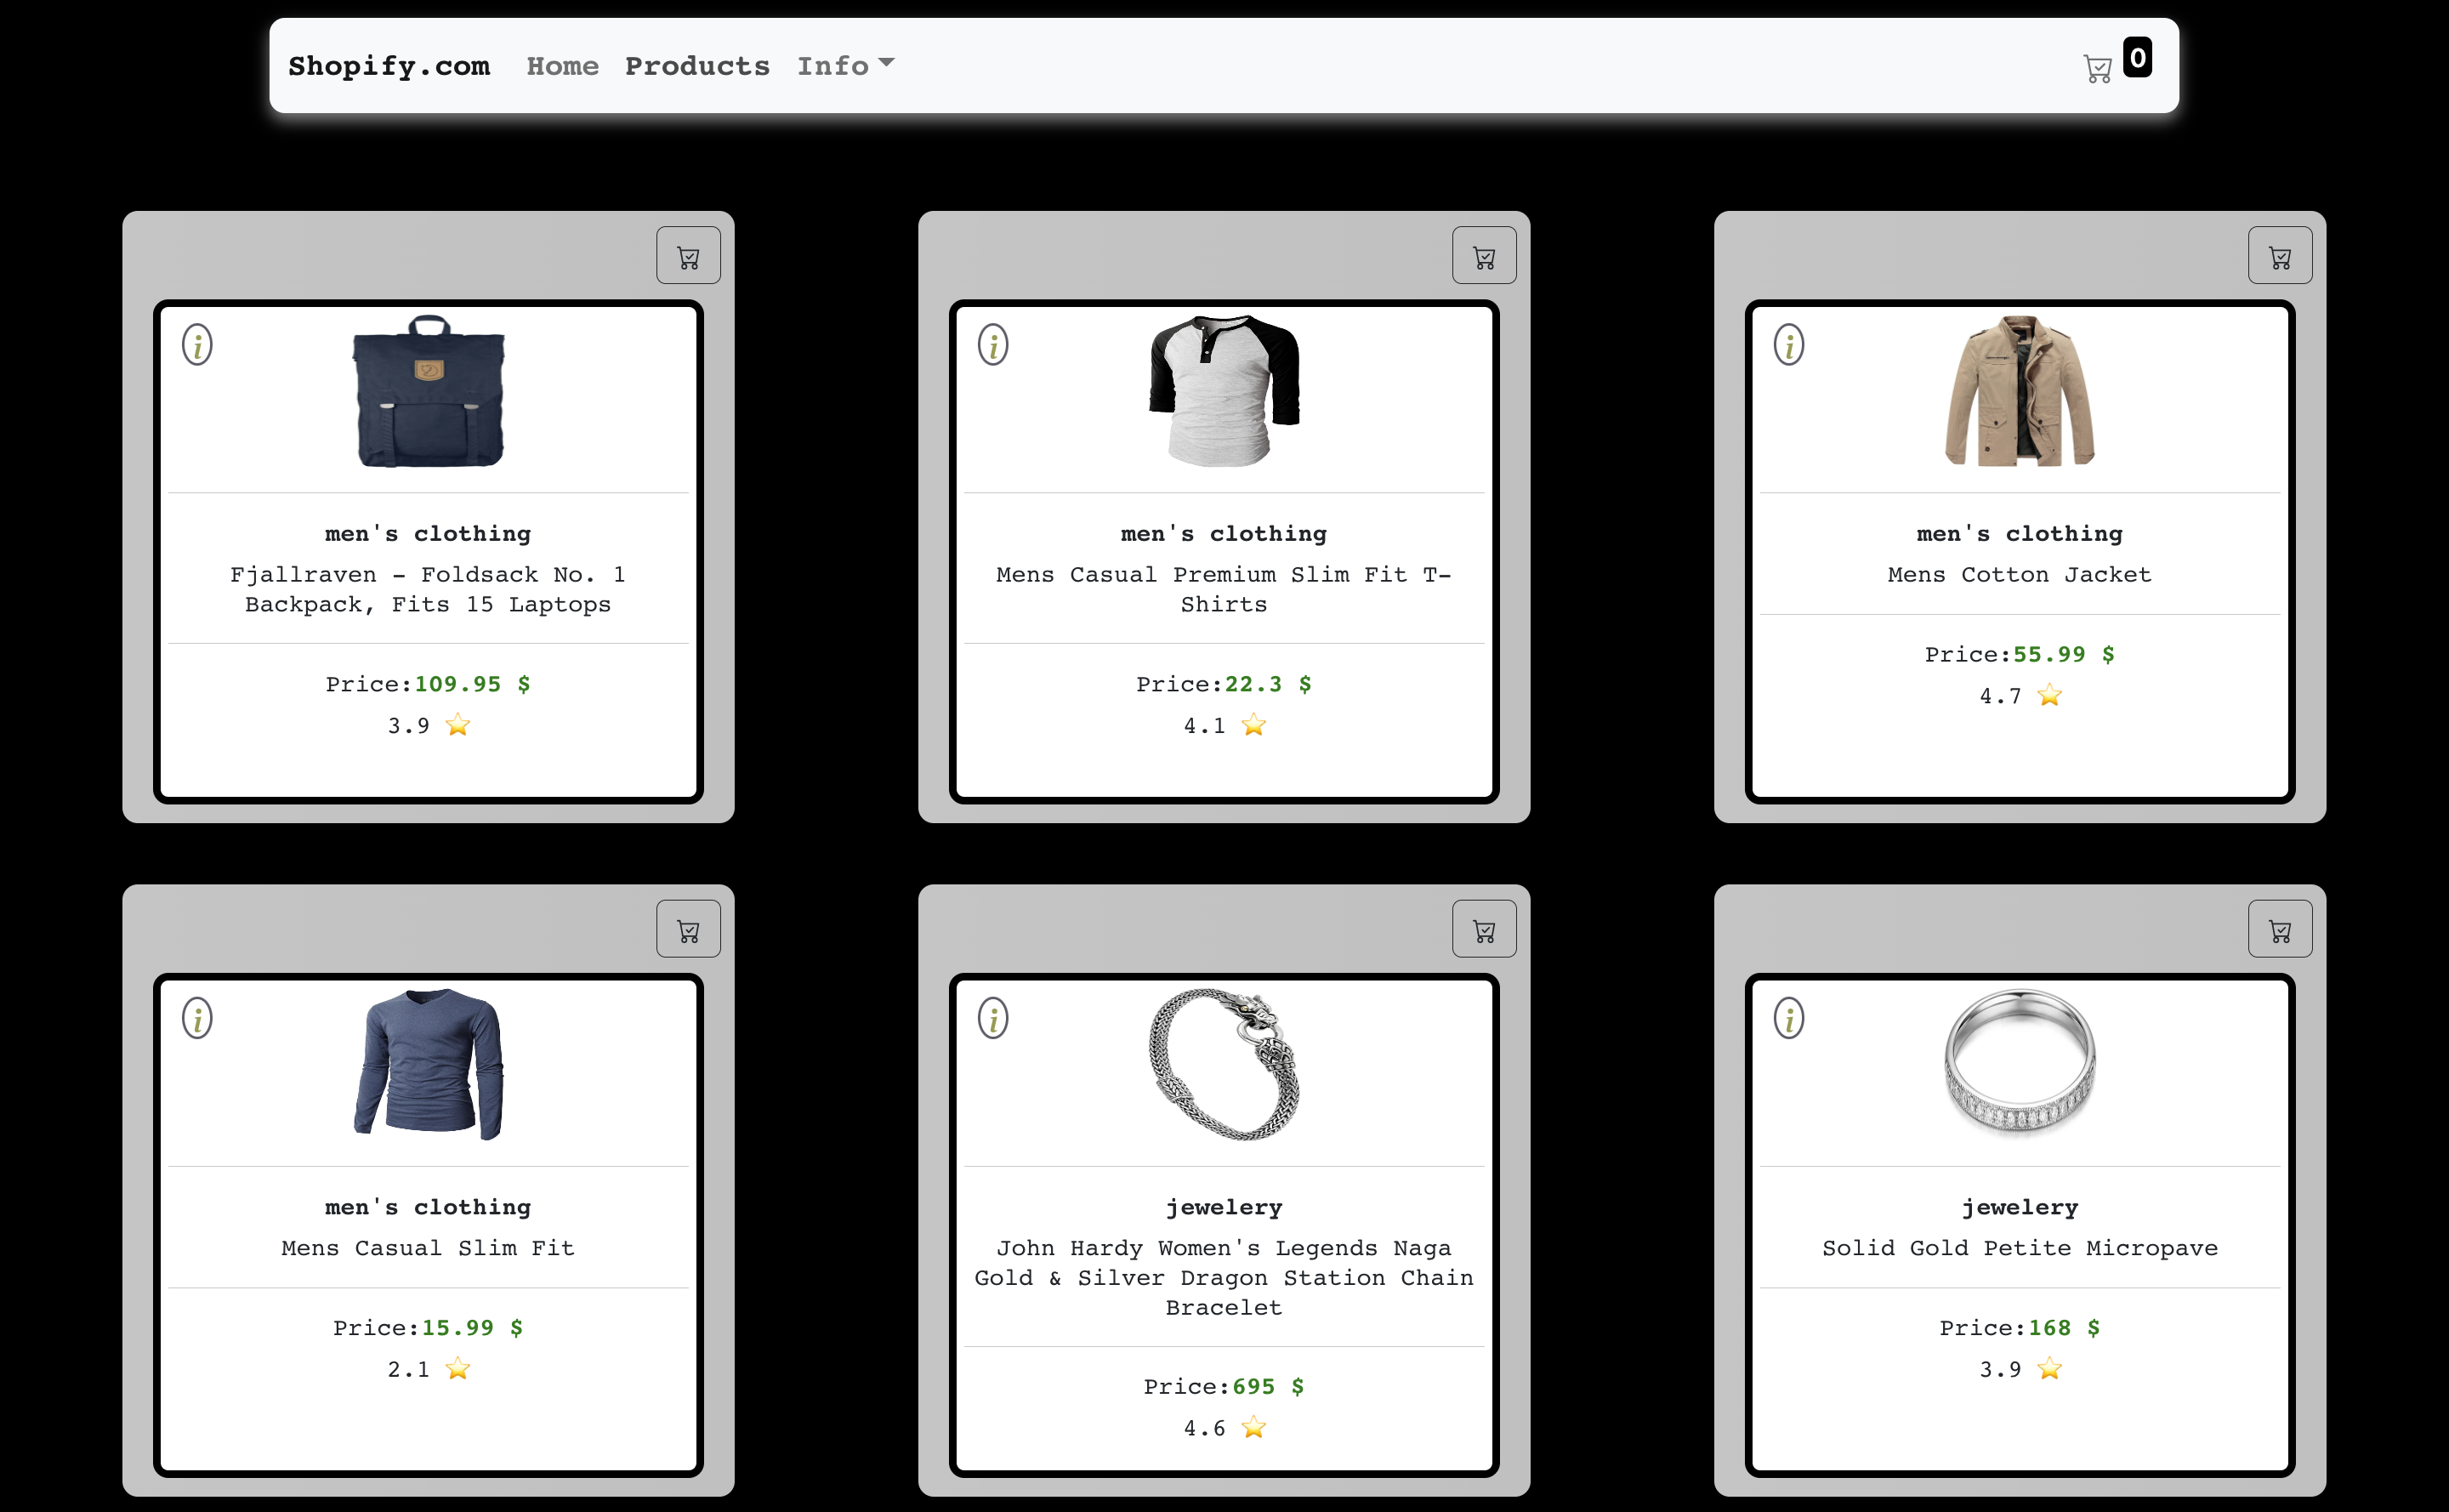 Shopify.com Home Products Info 0
i
men's clothing
Fjallraven - Foldsack No. 1
Backpack, Fits 15 Laptops
Price:109.95 $
3.9
i
men's clothing
Mens Casual Premium Slim Fit T-
Shirts
Price:22.3 $
4.1
i
men's clothing
Mens Cotton Jacket
Price:55.99 $
4.7
i
men's clothing
Mens Casual Slim Fit
Price:15.99 $
2.1
i
jewelery
John Hardy Women's Legends Naga
Gold & Silver Dragon Station Chain
Bracelet
Price:695 $
4.6
i
jewelery
Solid Gold Petite Micropave
Price:168 $
3.9